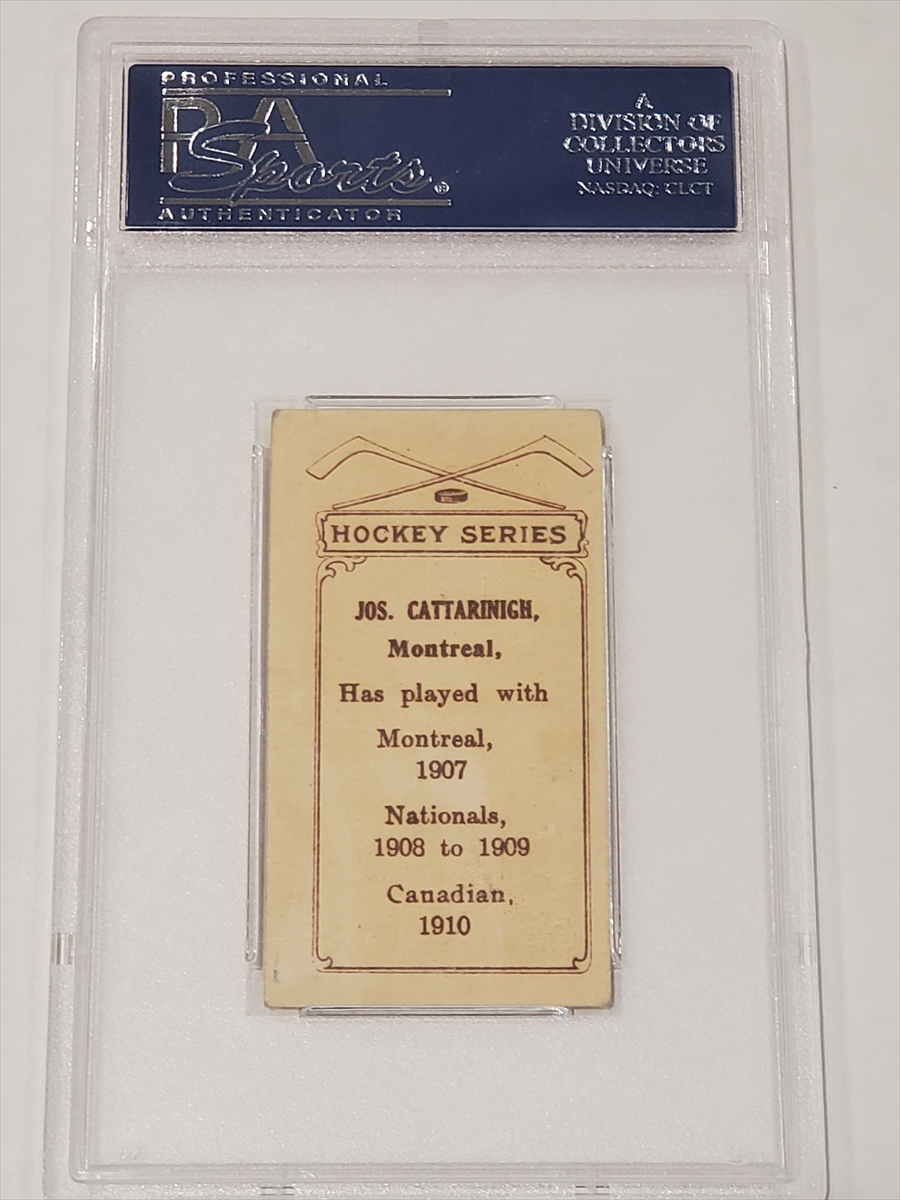 PROFESSIONAL
PSA
Sports®
AUTHENTICATOR
A
DIVISION OF
COLLECTORS
UNIVERSE
NASDAQ: CLCT
HOCKEY SERIES
JOS. CATTARINIGH,
Montreal,
Has played with
Montreal,
1907
Nationals,
1908 to 1909
Canadian,
1910